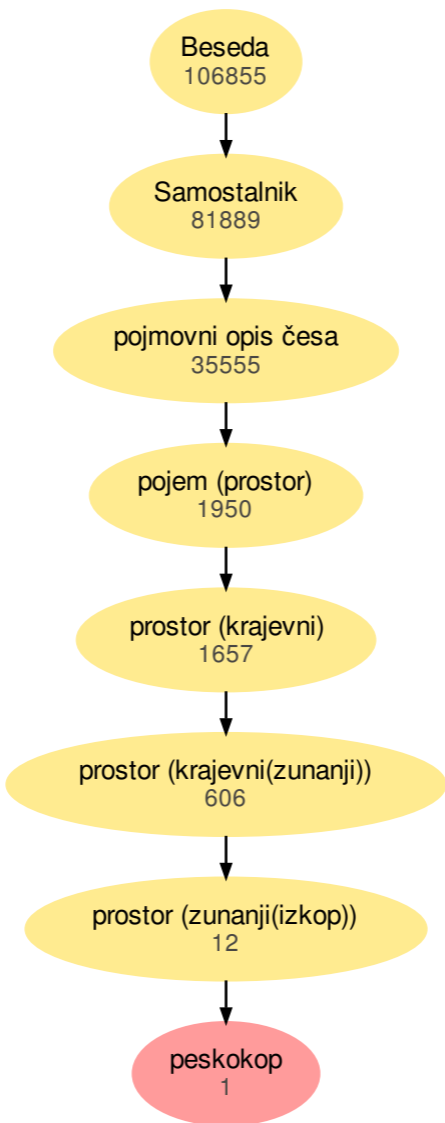 Beseda
106855
Samostalnik
81889
pojmovni opis česa
35555
pojem (prostor)
1950
prostor (krajevni)
1657
prostor (krajevni(zunanji))
606
prostor (zunanji(izkop))
12
peskokop
1